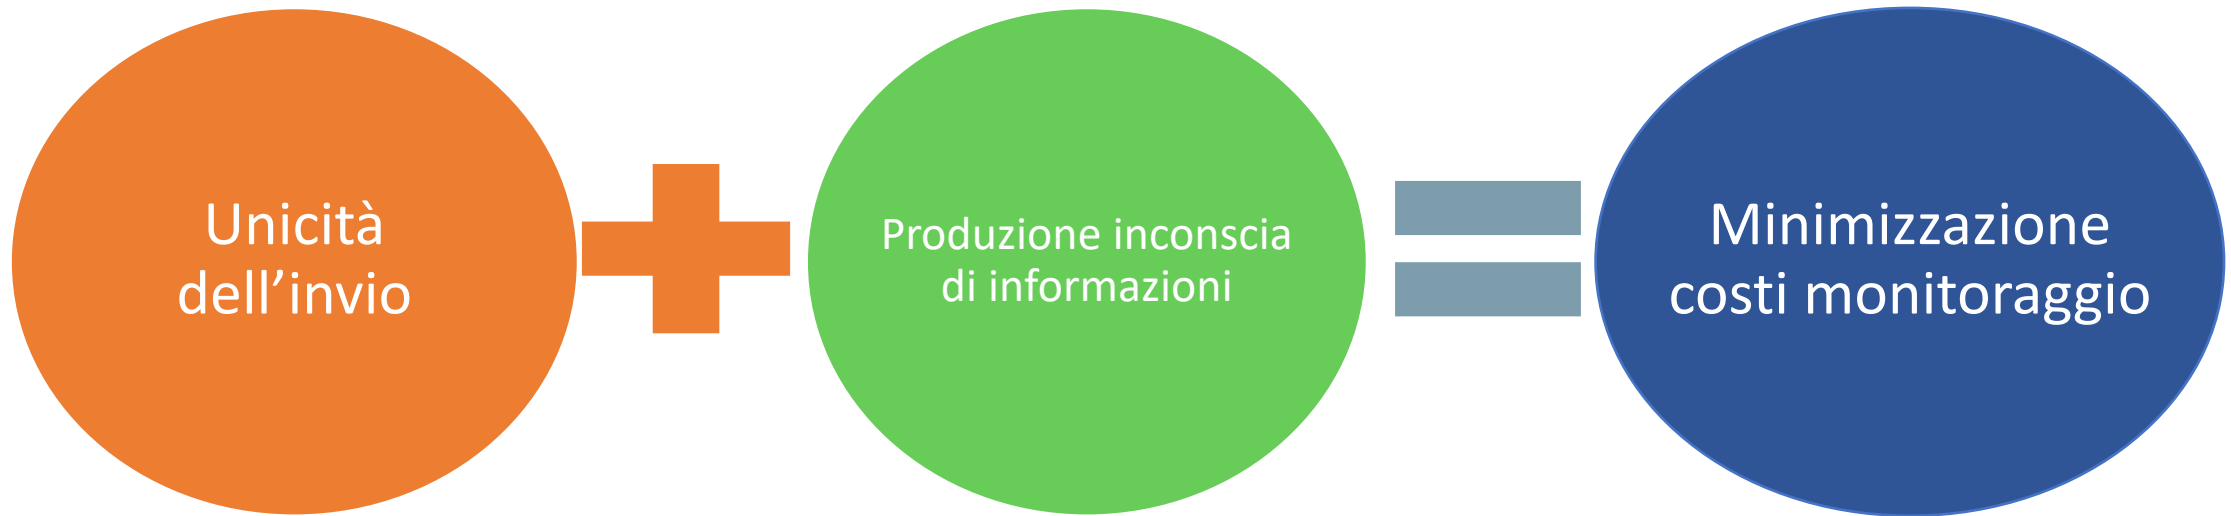 Unicità
dell’invio
Produzione inconscia
di informazioni
Minimizzazione
costi monitoraggio